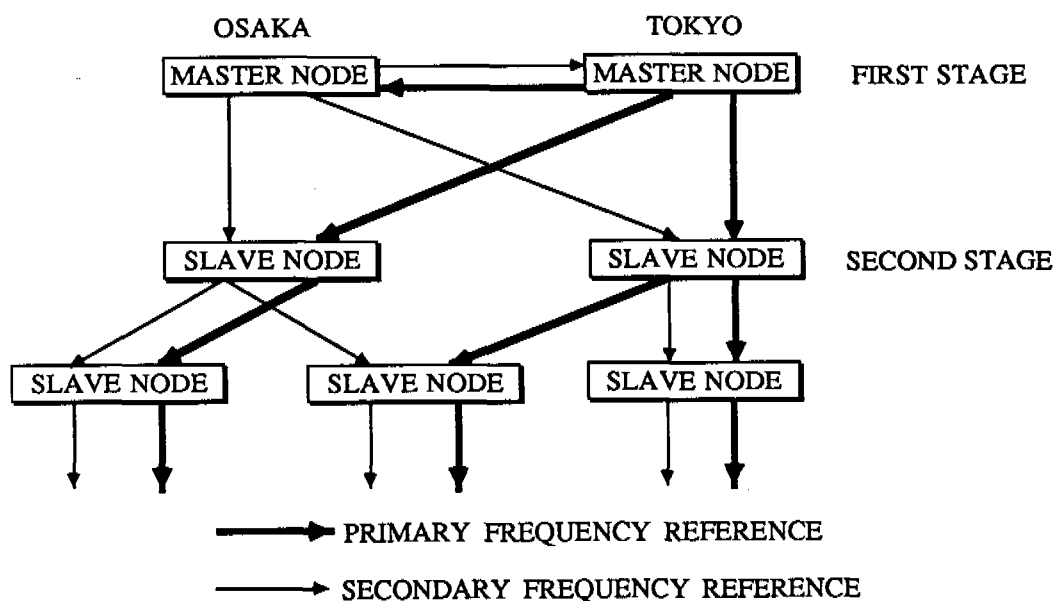 OSAKA
TOKYO
MASTER NODE
MASTER NODE
FIRST STAGE
SLAVE NODE
SLAVE NODE
SECOND STAGE
SLAVE NODE
SLAVE NODE
SLAVE NODE
PRIMARY FREQUENCY REFERENCE
SECONDARY FREQUENCY REFERENCE